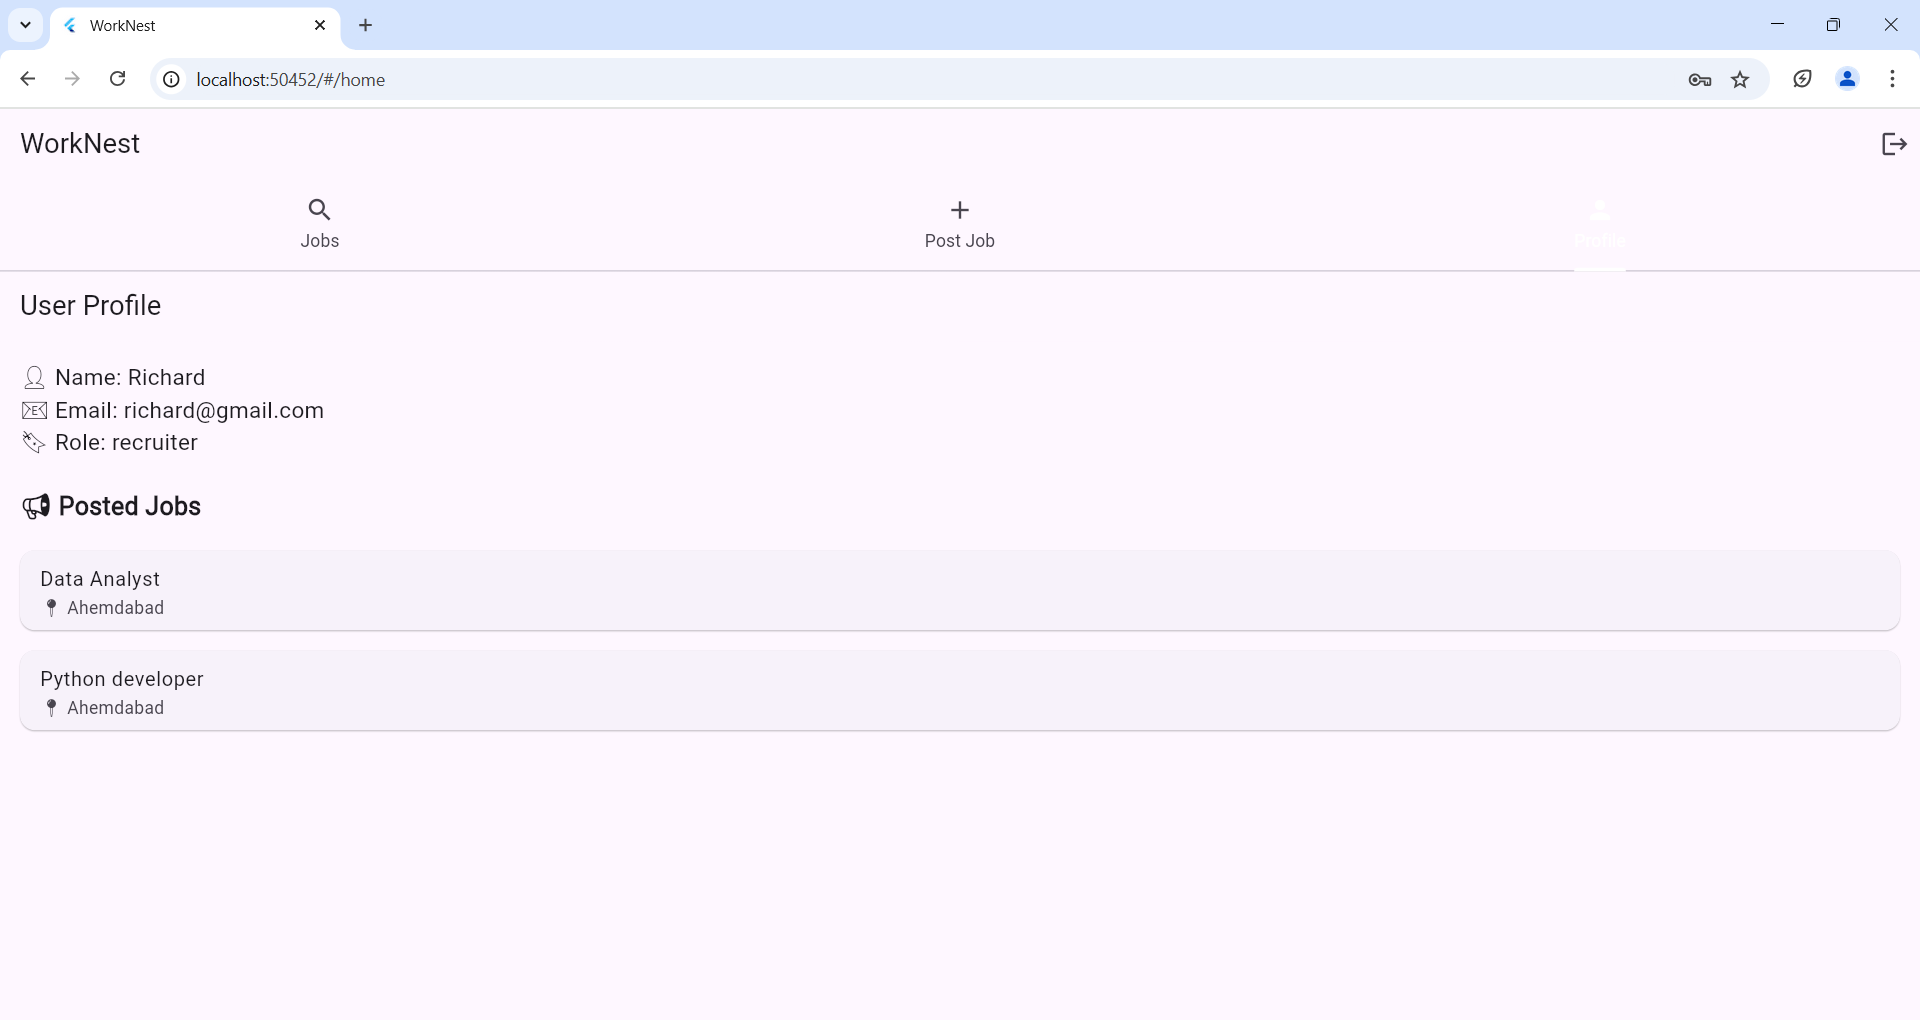 WorkNest
localhost:50452/#/home
WorkNest
Jobs
Post Job
Profile
User Profile
Name: Richard
Email: richard@gmail.com
Role: recruiter
Posted Jobs
Data Analyst
Ahemdabad
Python developer
Ahemdabad